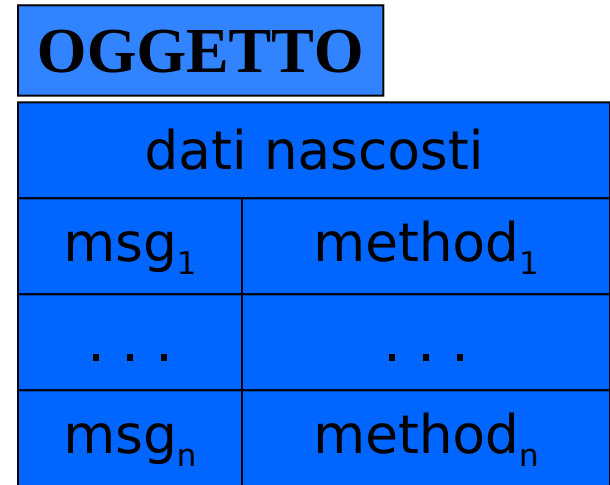 OGGETTO
dati nascosti
msg₁ method₁
. . . . . .
msgₙ methodₙ